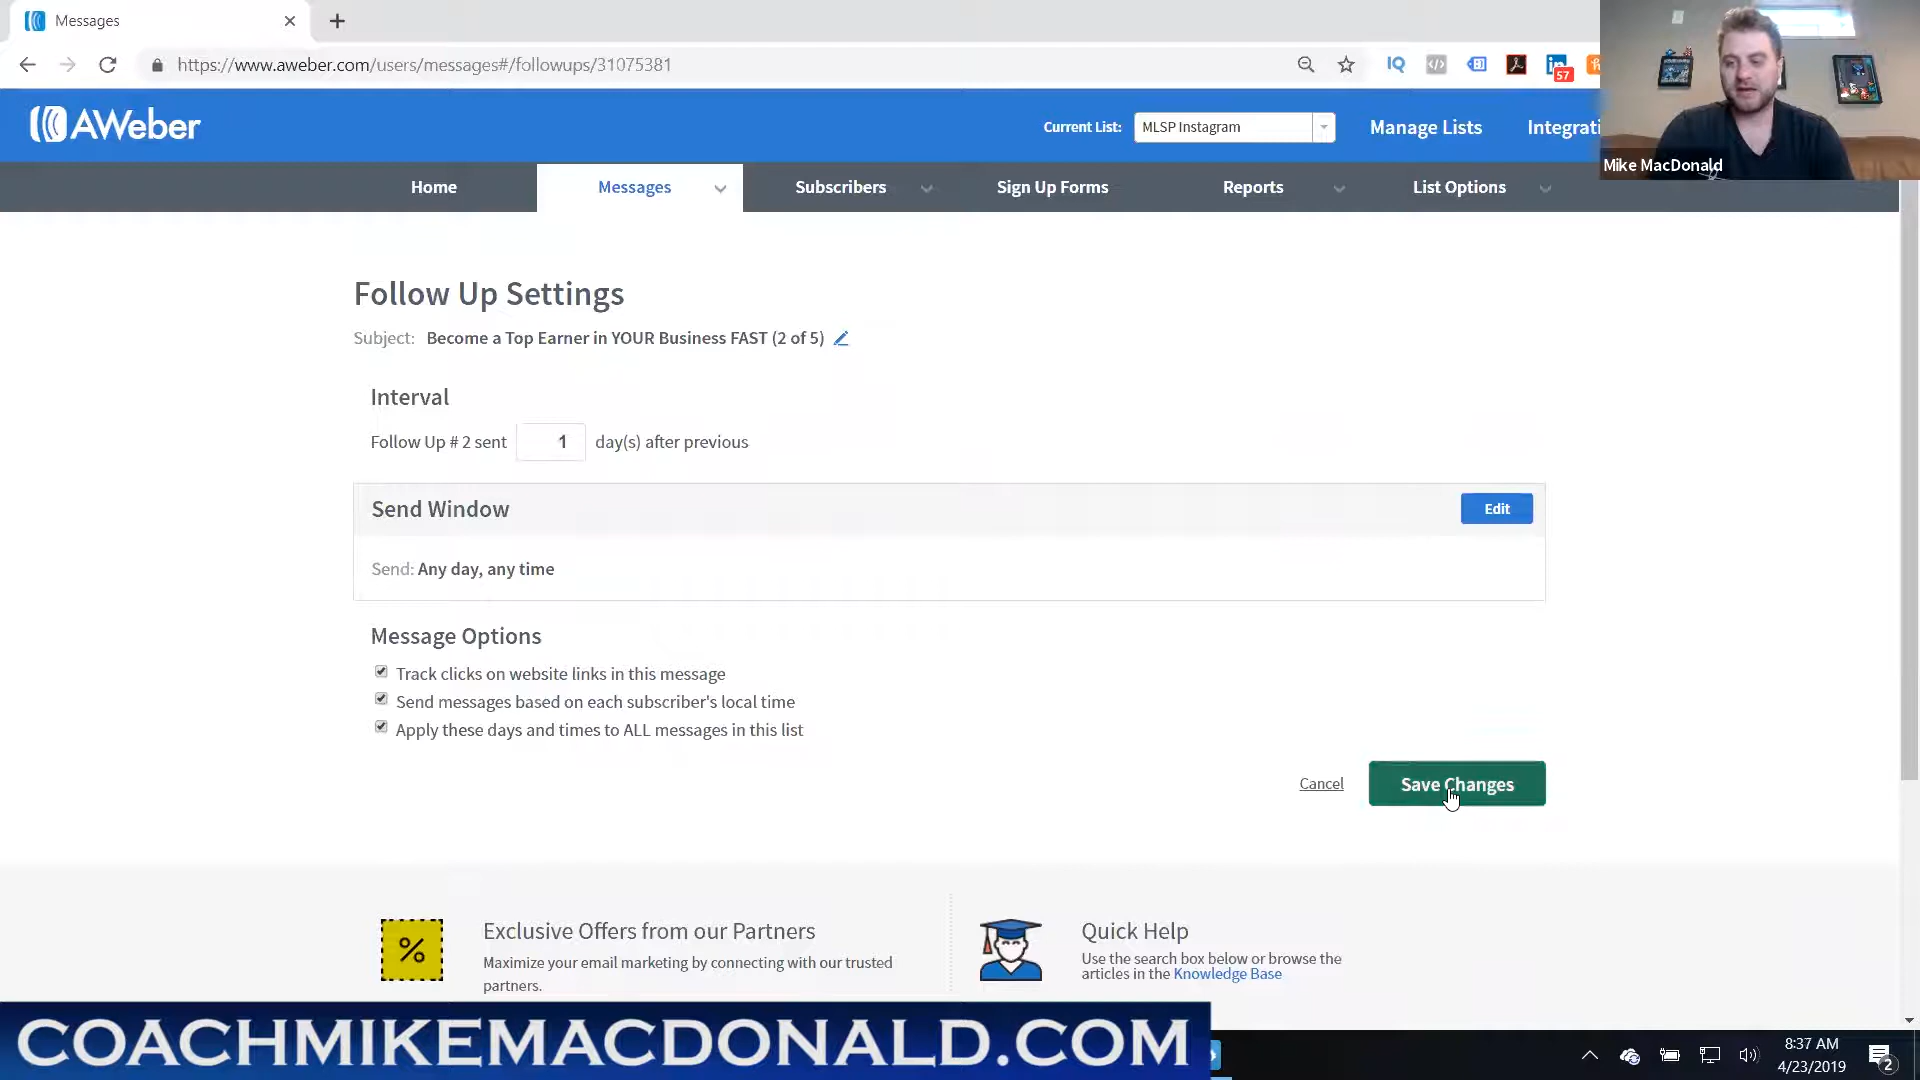 Messages
https://www.aweber.com/users/messages#/followups/31075381
IQ
57
AWeber
Current List:
MLSP Instagram
Manage Lists
Integrati
Mike MacDonald
Home
Messages
Subscribers
Sign Up Forms
Reports
List Options
Follow Up Settings
Subject: Become a Top Earner in YOUR Business FAST (2 of 5)
Interval
Follow Up # 2 sent 1 day(s) after previous
Send Window
Edit
Send: Any day, any time
Message Options
Track clicks on website links in this message
Send messages based on each subscriber's local time
Apply these days and times to ALL messages in this list
Cancel
Save Changes
%
Exclusive Offers from our Partners
Maximize your email marketing by connecting with our trusted
partners.
Quick Help
Use the search box below or browse the
articles in the Knowledge Base
COACHMIKEMACDONALD.COM
8:37 AM
4/23/2019
2